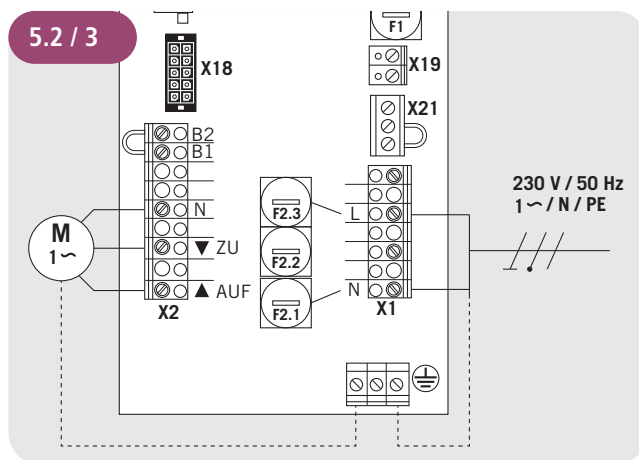 5.2 / 3
F1
X18
X19
X21
B2
B1
N
▼ ZU
▲ AUF
X2
M
1~
F2.3
F2.2
F2.1
L
N
X1
230 V / 50 Hz
1~ / N / PE